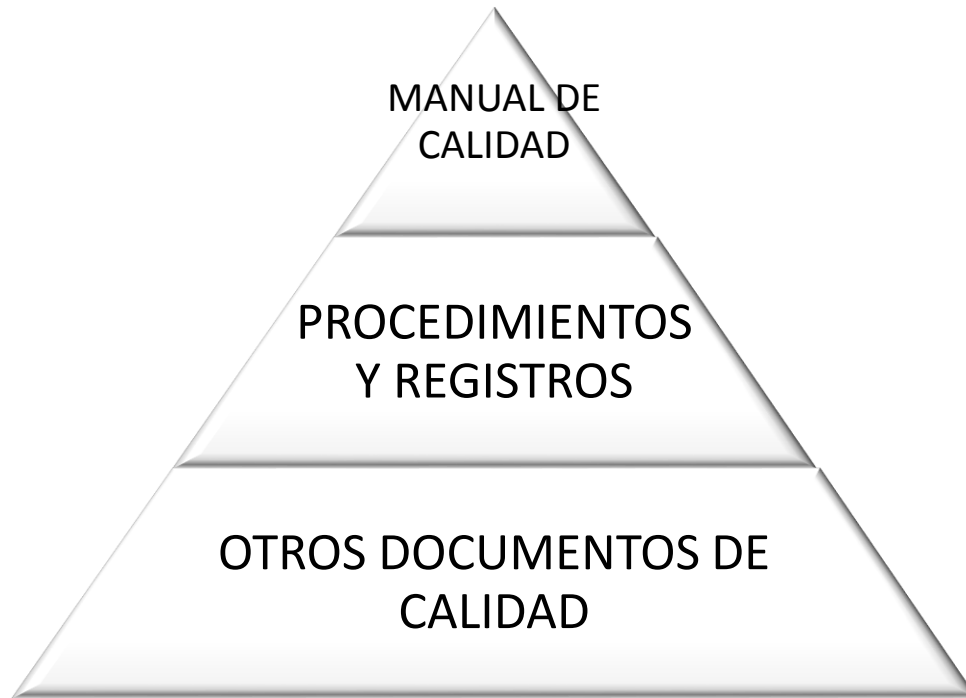 MANUAL DE
CALIDAD
PROCEDIMIENTOS
Y REGISTROS
OTROS DOCUMENTOS DE
CALIDAD